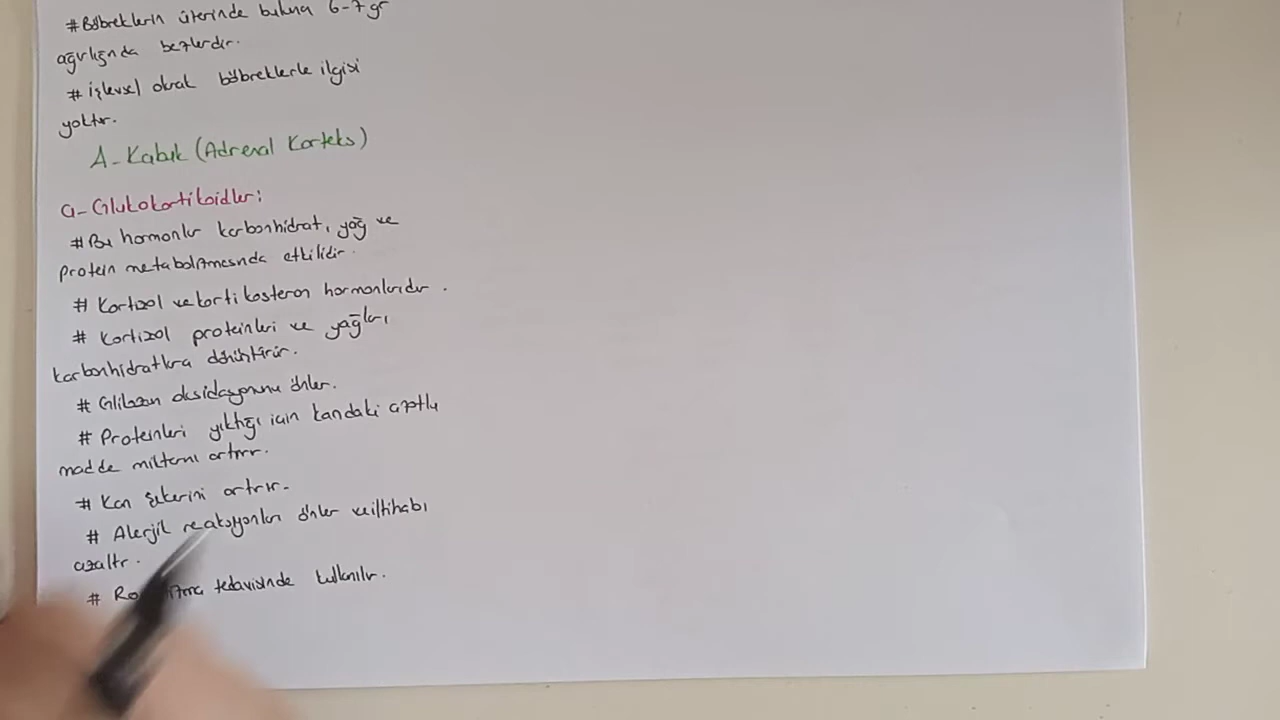 #Böbreklerin üzerinde bulunan 6-7 gr
ağırlığında bezlerdir.
# işlevsel olarak böbreklerle ilgisi
yoktur.
A-Kabuk (Adrenal Korteks)
a-Glukokortikoidler:
#Bu hormonlar karbonhidrat, yağ ve
protein metabolizmasında etkilidir.
# Kortizol ve kortikosteron hormonlarıdır.
# Kortizol proteinleri ve yağları
karbonhidratlara dönüştürür.
# Glikozun oksidasyonunu önler.
# Proteinleri yıktığı için kandaki azotlu
madde miktarını artırır.
# Kan şekerini artırır.
# Alerjik reaksiyonları önler ve iltihabı
azaltır.
# tedavisinde kullanılır.